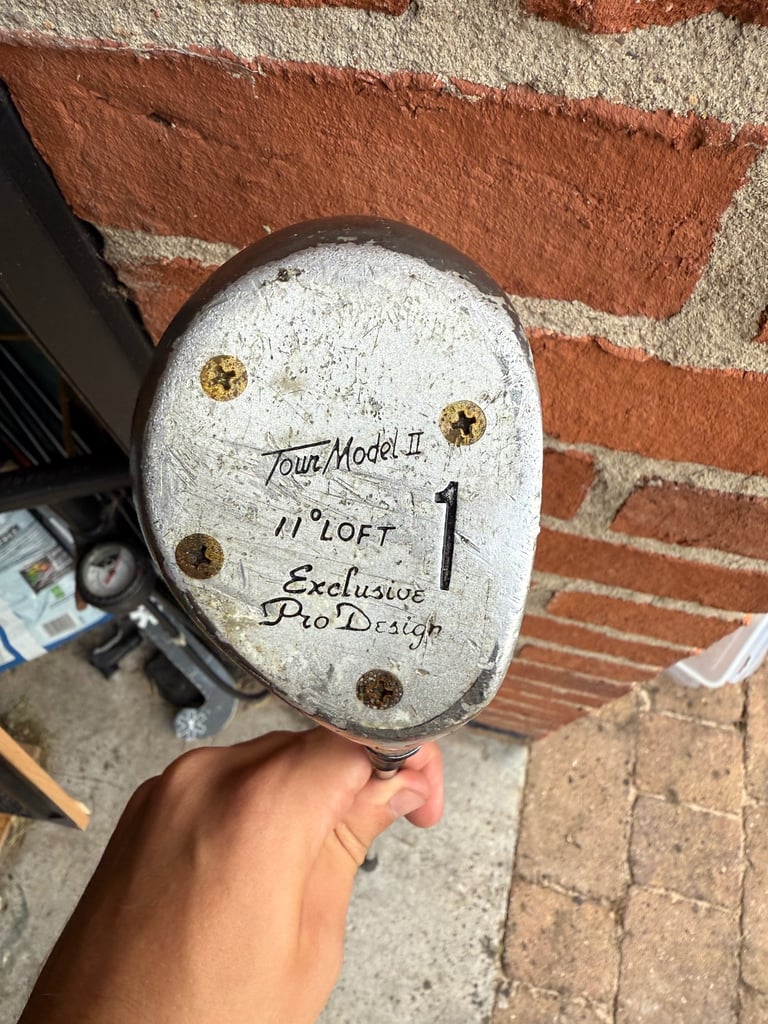 Tour Model II
11° LOFT
1
Exclusive
Pro Design